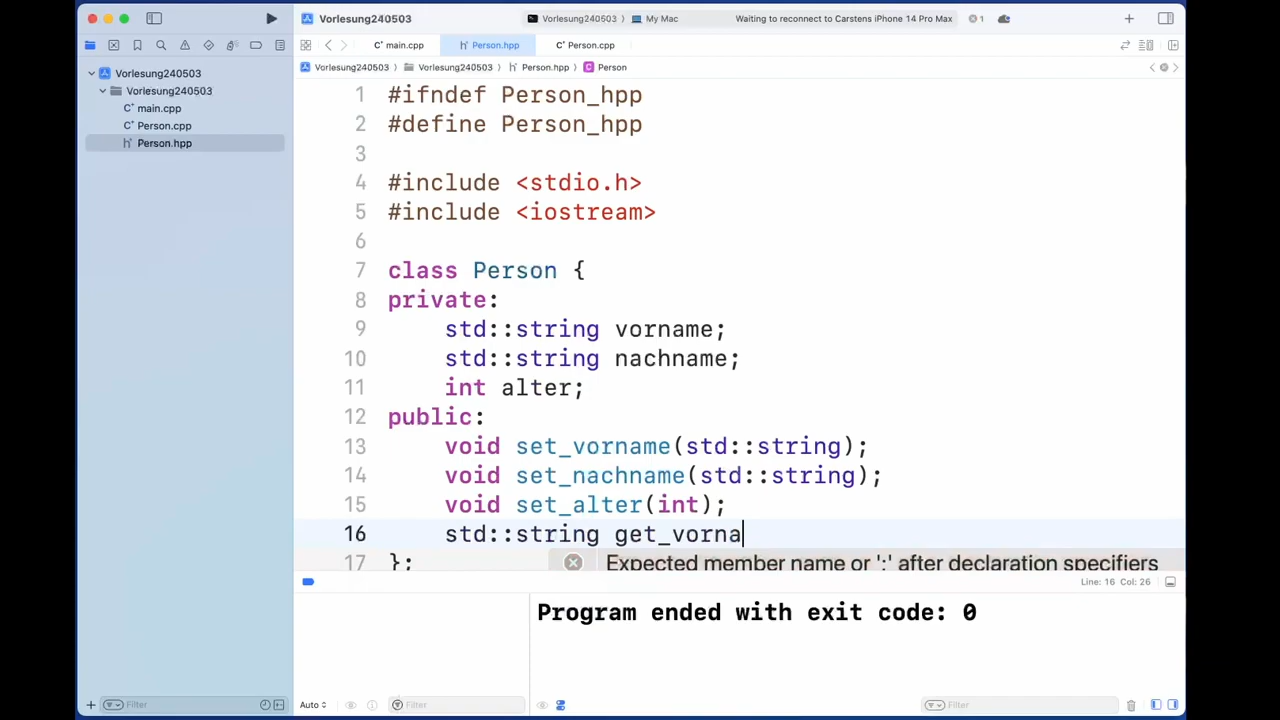 Vorlesung240503
Vorlesung240503 › My Mac
Waiting to reconnect to Carstens iPhone 14 Pro Max
1
main.cpp
Person.hpp
Person.cpp
Vorlesung240503 › Vorlesung240503 › Person.hpp › Person
Vorlesung240503
Vorlesung240503
main.cpp
Person.cpp
Person.hpp
1 #ifndef Person_hpp
2 #define Person_hpp
3
4 #include <stdio.h>
5 #include <iostream>
6
7 class Person {
8 private:
9 std::string vorname;
10 std::string nachname;
11 int alter;
12 public:
13 void set_vorname(std::string);
14 void set_nachname(std::string);
15 void set_alter(int);
16 std::string get_vorna
17 };
Expected member name or ';' after declaration specifiers
Line: 16 Col: 26
Program ended with exit code: 0
Filter
Auto
Filter
Filter